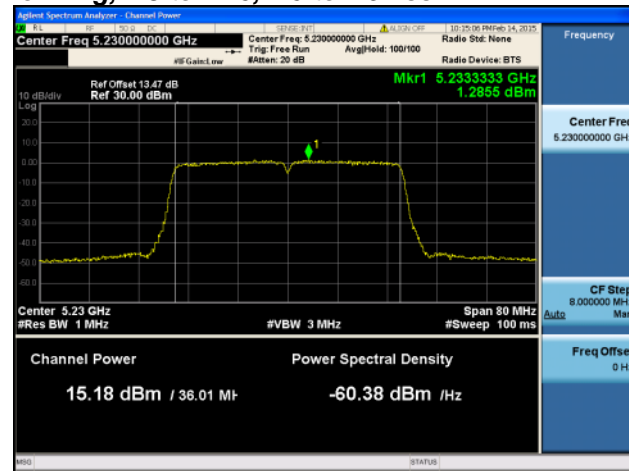 Agilent Spectrum Analyzer - Channel Power
RL RF 50 Ω DC SENSE:INT ALIGN OFF 10:15:06 PM Feb 14, 2015
Center Freq 5.230000000 GHz
Center Freq: 5.230000000 GHz
Radio Std: None
Trig: Free Run Avg|Hold: 100/100
#IFGain:Low #Atten: 20 dB Radio Device: BTS
Mkr1 5.2333333 GHz
1.2855 dBm
Ref Offset 13.47 dB
10 dB/div Ref 30.00 dBm
Log
20.0
10.0
1
0.00
-10.0
-20.0
-30.0
-40.0
-50.0
-60.0
Center 5.23 GHz Span 80 MHz
#Res BW 1 MHz #VBW 3 MHz #Sweep 100 ms
Channel Power Power Spectral Density
15.18 dBm / 36.01 MH -60.38 dBm /Hz
MSG STATUS
Frequency
Center Fre
5.230000000 GH
CF Step
8.000000 MH
Auto Ma
Freq Offse
0 H